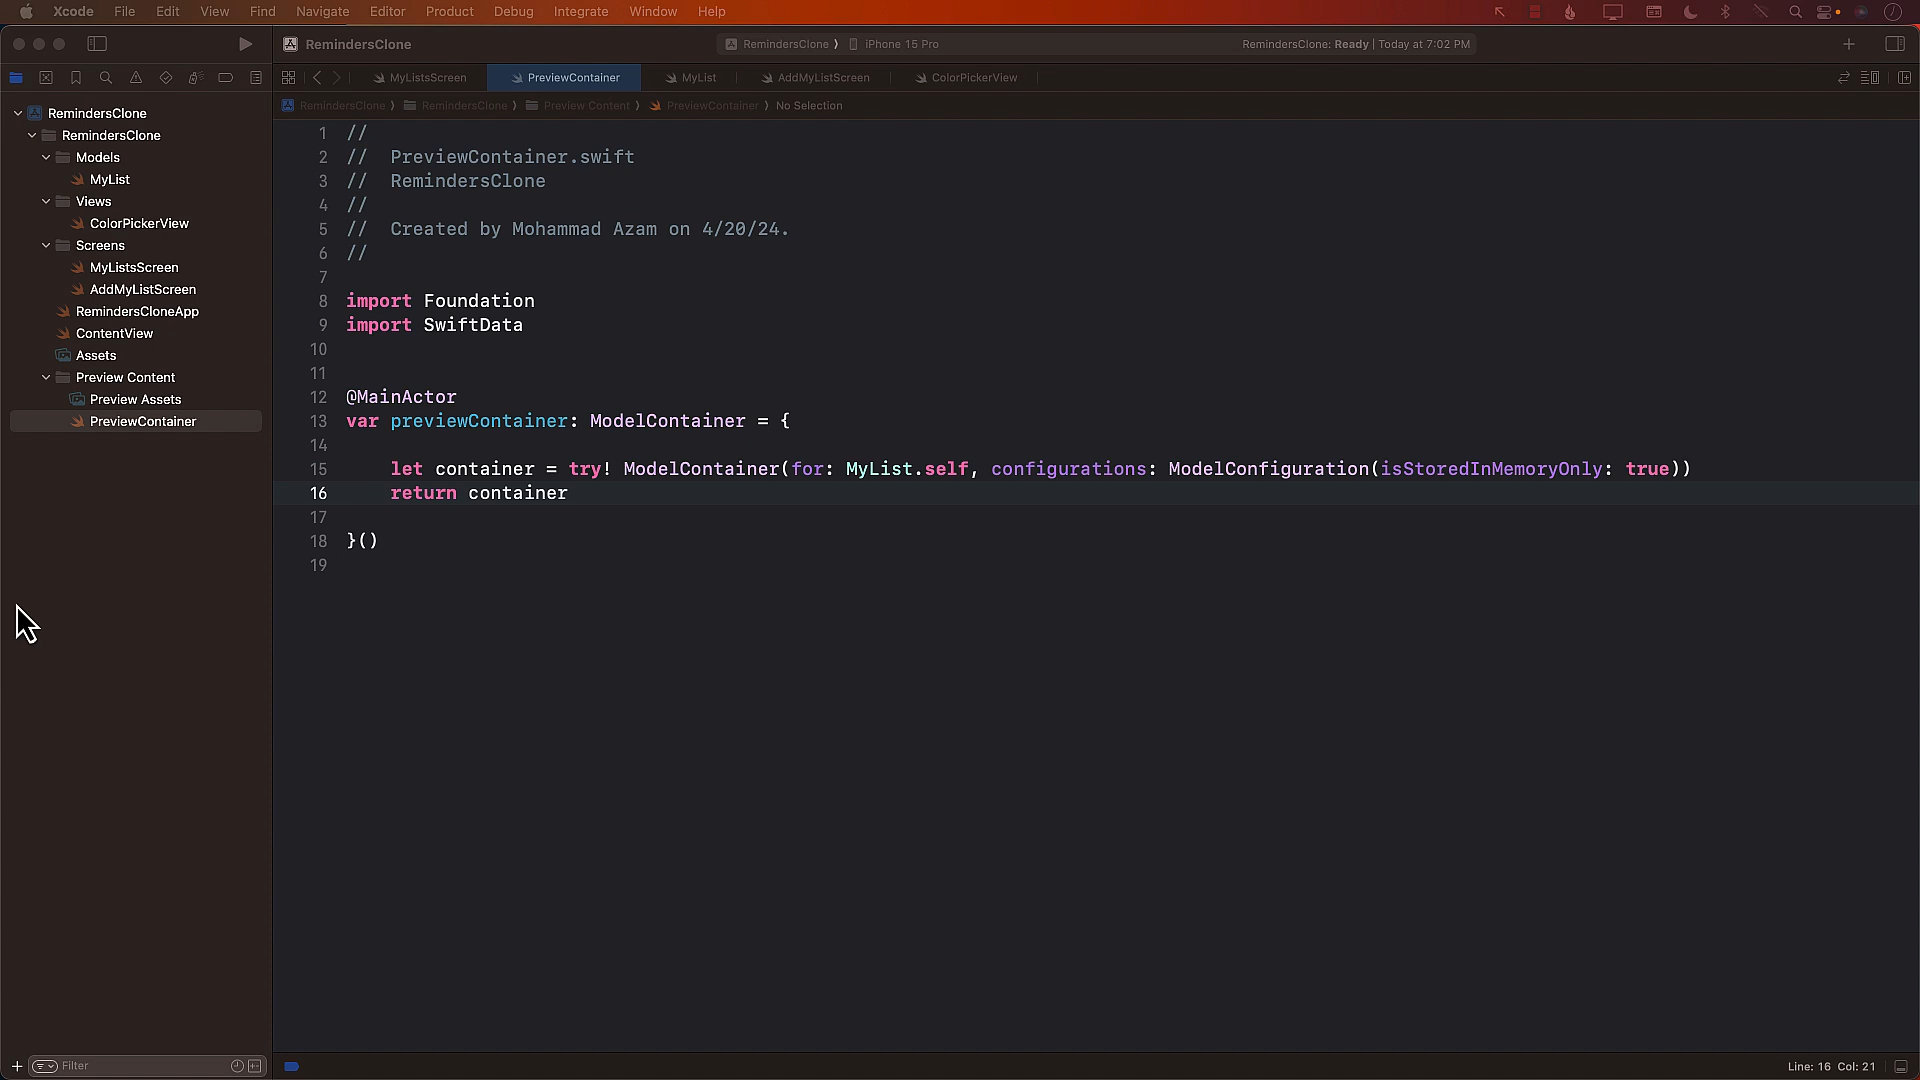 Xcode File Edit View Find Navigate Editor Product Debug Integrate Window Help
RemindersClone
RemindersClone ⟩ iPhone 15 Pro
RemindersClone: Ready | Today at 7:02 PM
MyListsScreen
PreviewContainer
MyList
AddMyListScreen
ColorPickerView
RemindersClone ⟩ RemindersClone ⟩ Preview Content ⟩ PreviewContainer ⟩ No Selection
RemindersClone
RemindersClone
Models
MyList
Views
ColorPickerView
Screens
MyListsScreen
AddMyListScreen
RemindersCloneApp
ContentView
Assets
Preview Content
Preview Assets
PreviewContainer
Filter
1 //
2 //  PreviewContainer.swift
3 //  RemindersClone
4 //
5 //  Created by Mohammad Azam on 4/20/24.
6 //
7
8 import Foundation
9 import SwiftData
10
11
12 @MainActor
13 var previewContainer: ModelContainer = {
14
15     let container = try! ModelContainer(for: MyList.self, configurations: ModelConfiguration(isStoredInMemoryOnly: true))
16     return container
17
18 }()
19
Line: 16 Col: 21